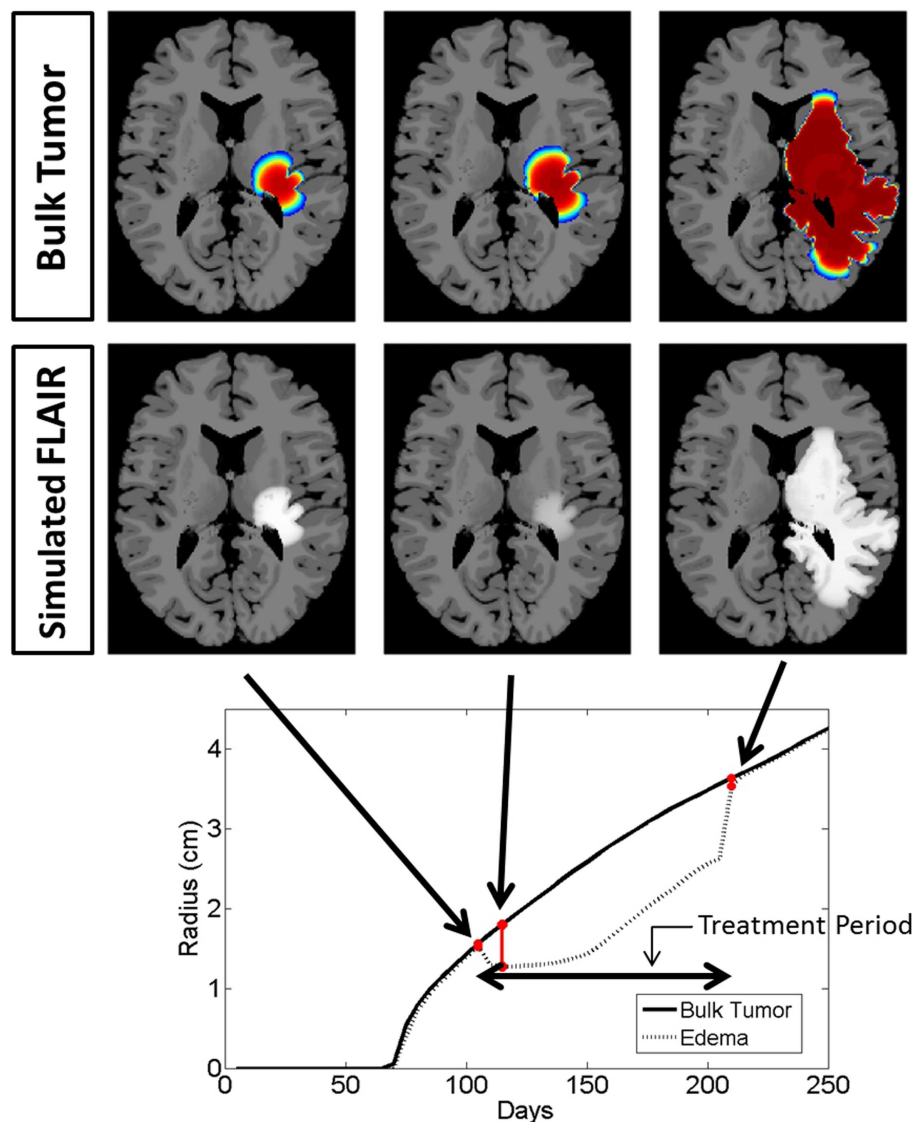 Bulk Tumor
Simulated FLAIR
Radius (cm)
4
3
2
1
0
Treatment Period
Bulk Tumor
Edema
0
50
100
150
200
250
Days